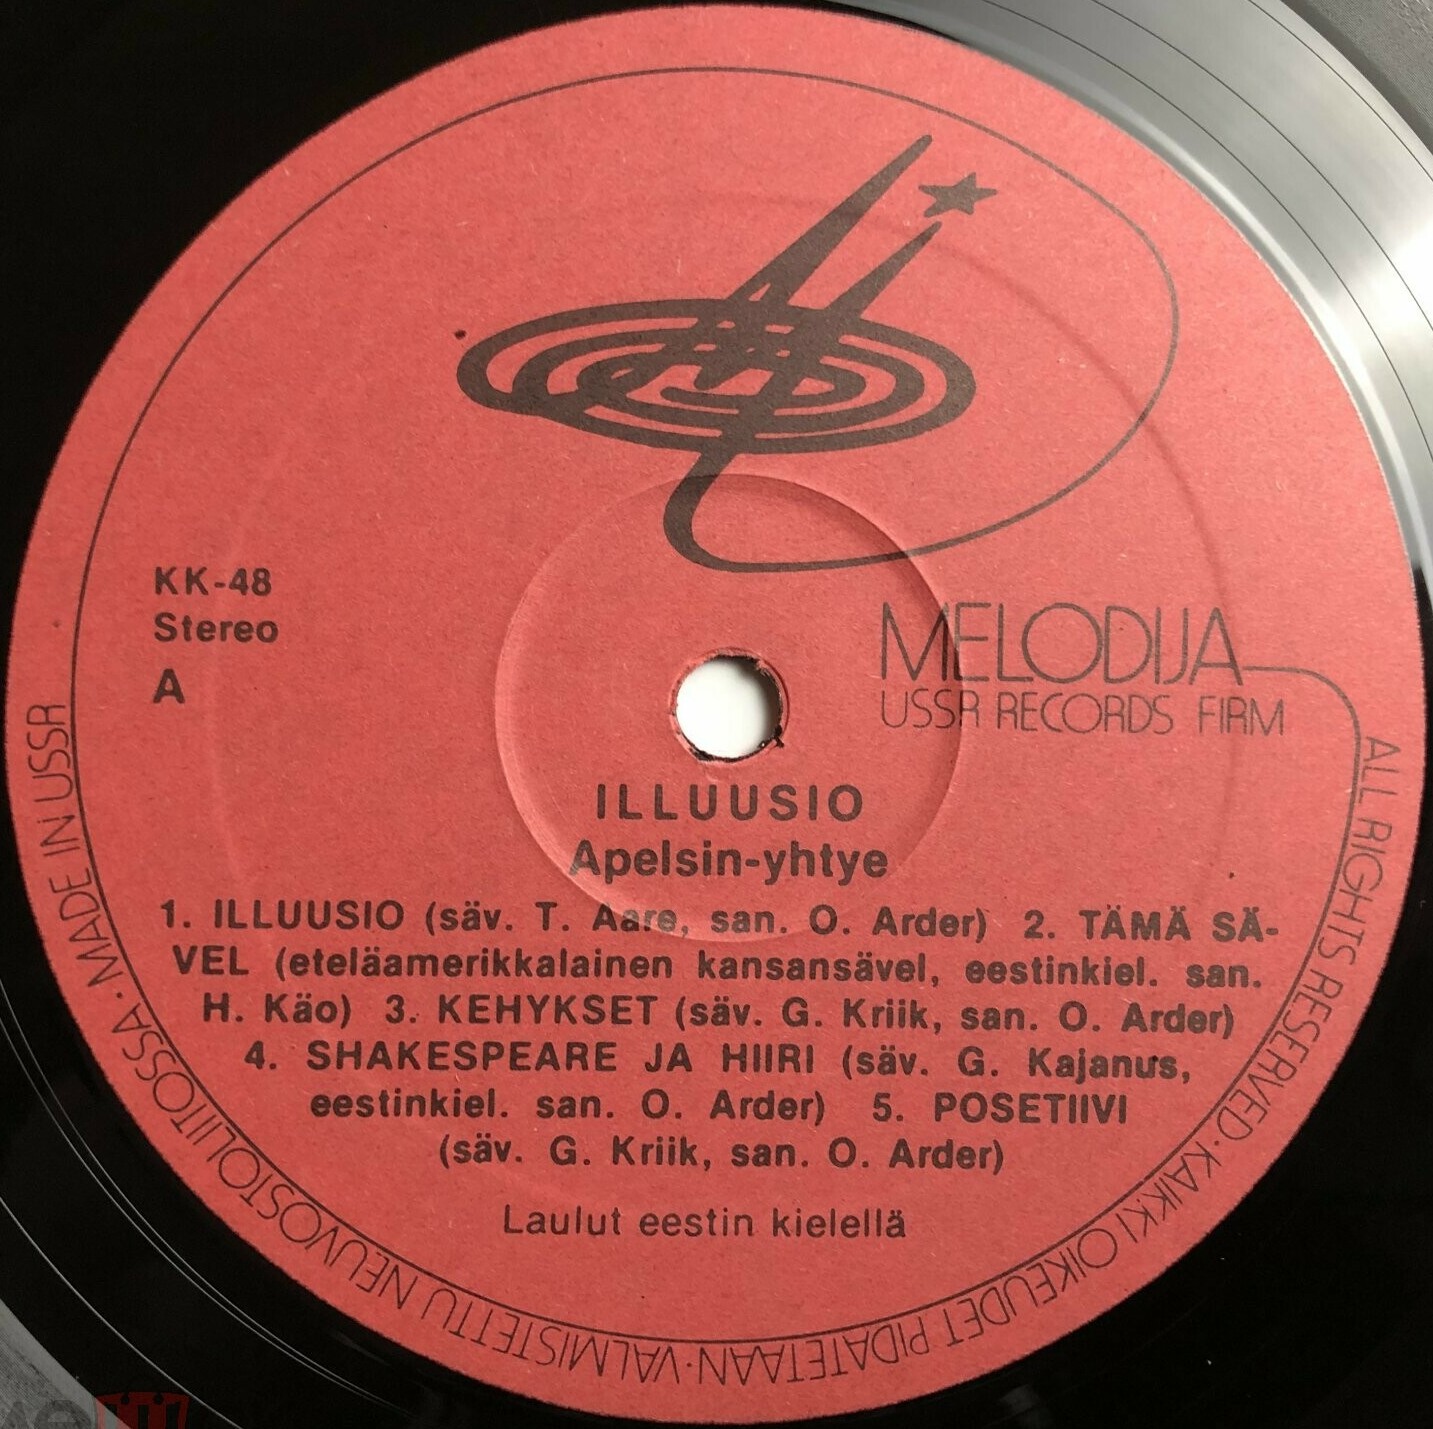 KK-48
Stereo
A
MELODIJA
USSR RECORDS FIRM
ILLUUSIO
Apelsin-yhtye
1. ILLUUSIO (säv. T. Aare, san. O. Arder) 2. TÄMÄ SÄ-
VEL (eteläamerikkalainen kansansävel, eestinkiel. san.
H. Käo) 3. KEHYKSET (säv. G. Kriik, san. O. Arder)
4. SHAKESPEARE JA HIIRI (säv. G. Kajanus,
eestinkiel. san. O. Arder) 5. POSETIIVI
(säv. G. Kriik, san. O. Arder)
Laulut eestin kielellä
ALL RIGHTS RESERVED · KAIKKI OIKEUDET PIDATETAAN · VALMISTETTU NEUVOSTOLIITOSSA · MADE IN USSR